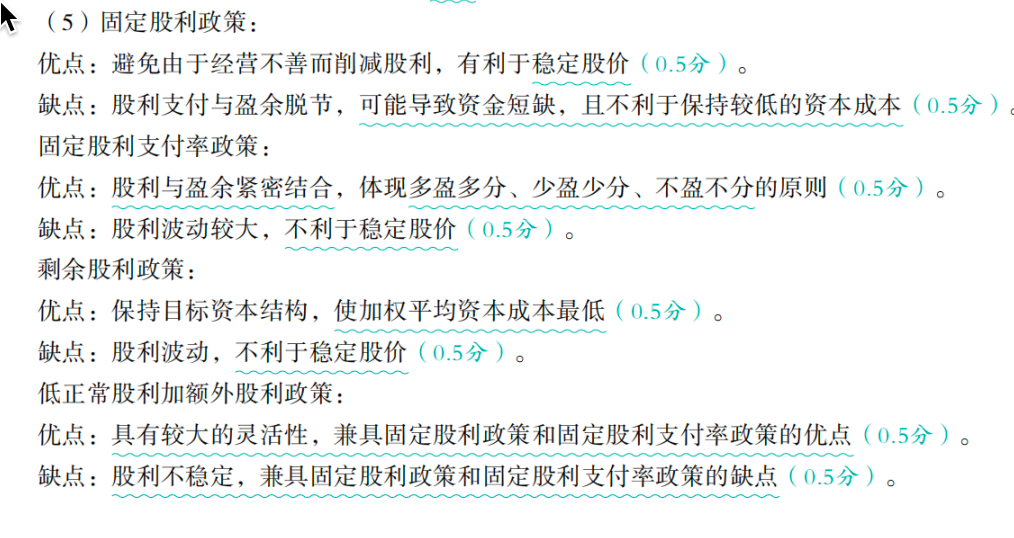 （5）固定股利政策：
优点：避免由于经营不善而削减股利，有利于稳定股价（0.5分）。
缺点：股利支付与盈余脱节，可能导致资金短缺，且不利于保持较低的资本成本（0.5分）。
固定股利支付率政策：
优点：股利与盈余紧密结合，体现多盈多分、少盈少分、不盈不分的原则（0.5分）。
缺点：股利波动较大，不利于稳定股价（0.5分）。
剩余股利政策：
优点：保持目标资本结构，使加权平均资本成本最低（0.5分）。
缺点：股利波动，不利于稳定股价（0.5分）。
低正常股利加额外股利政策：
优点：具有较大的灵活性，兼具固定股利政策和固定股利支付率政策的优点（0.5分）。
缺点：股利不稳定，兼具固定股利政策和固定股利支付率政策的缺点（0.5分）。